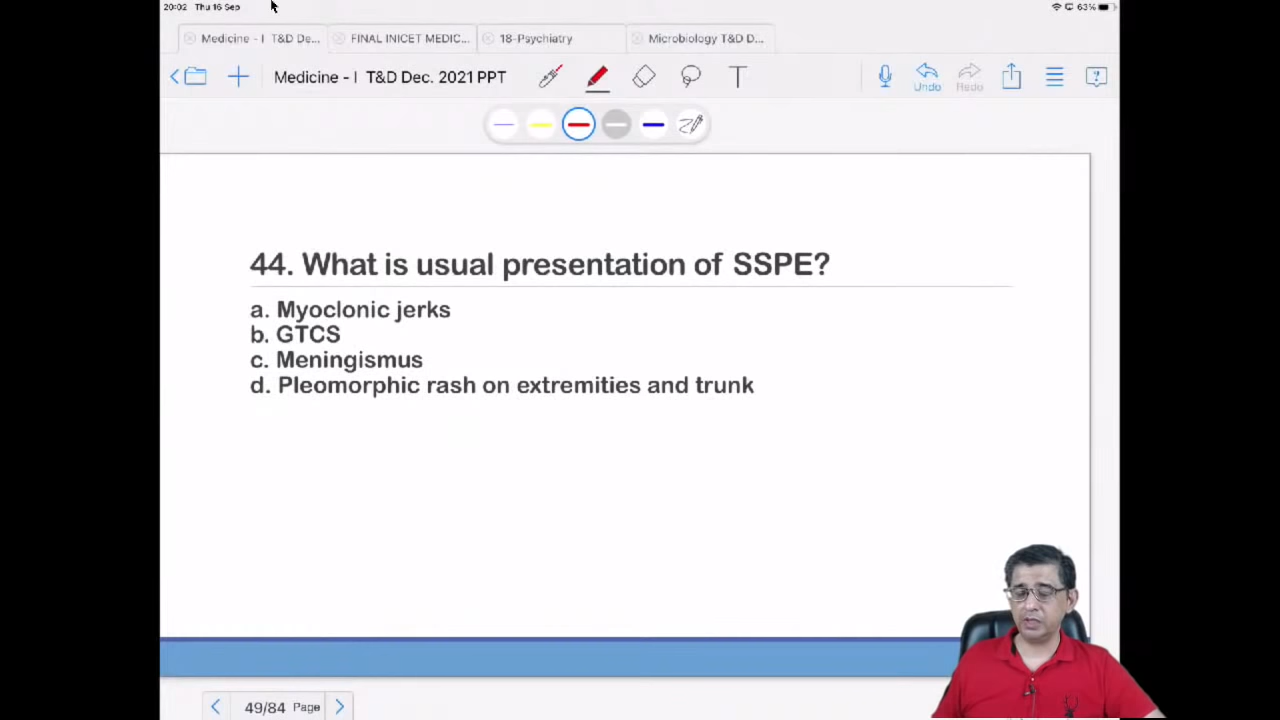 20:02 Thu 16 Sep 63%
Medicine - I T&D De... FINAL INICET MEDIC... 18-Psychiatry Microbiology T&D D...
Medicine - I T&D Dec. 2021 PPT T Undo Redo
44. What is usual presentation of SSPE?
a. Myoclonic jerks
b. GTCS
c. Meningismus
d. Pleomorphic rash on extremities and trunk
49/84 Page